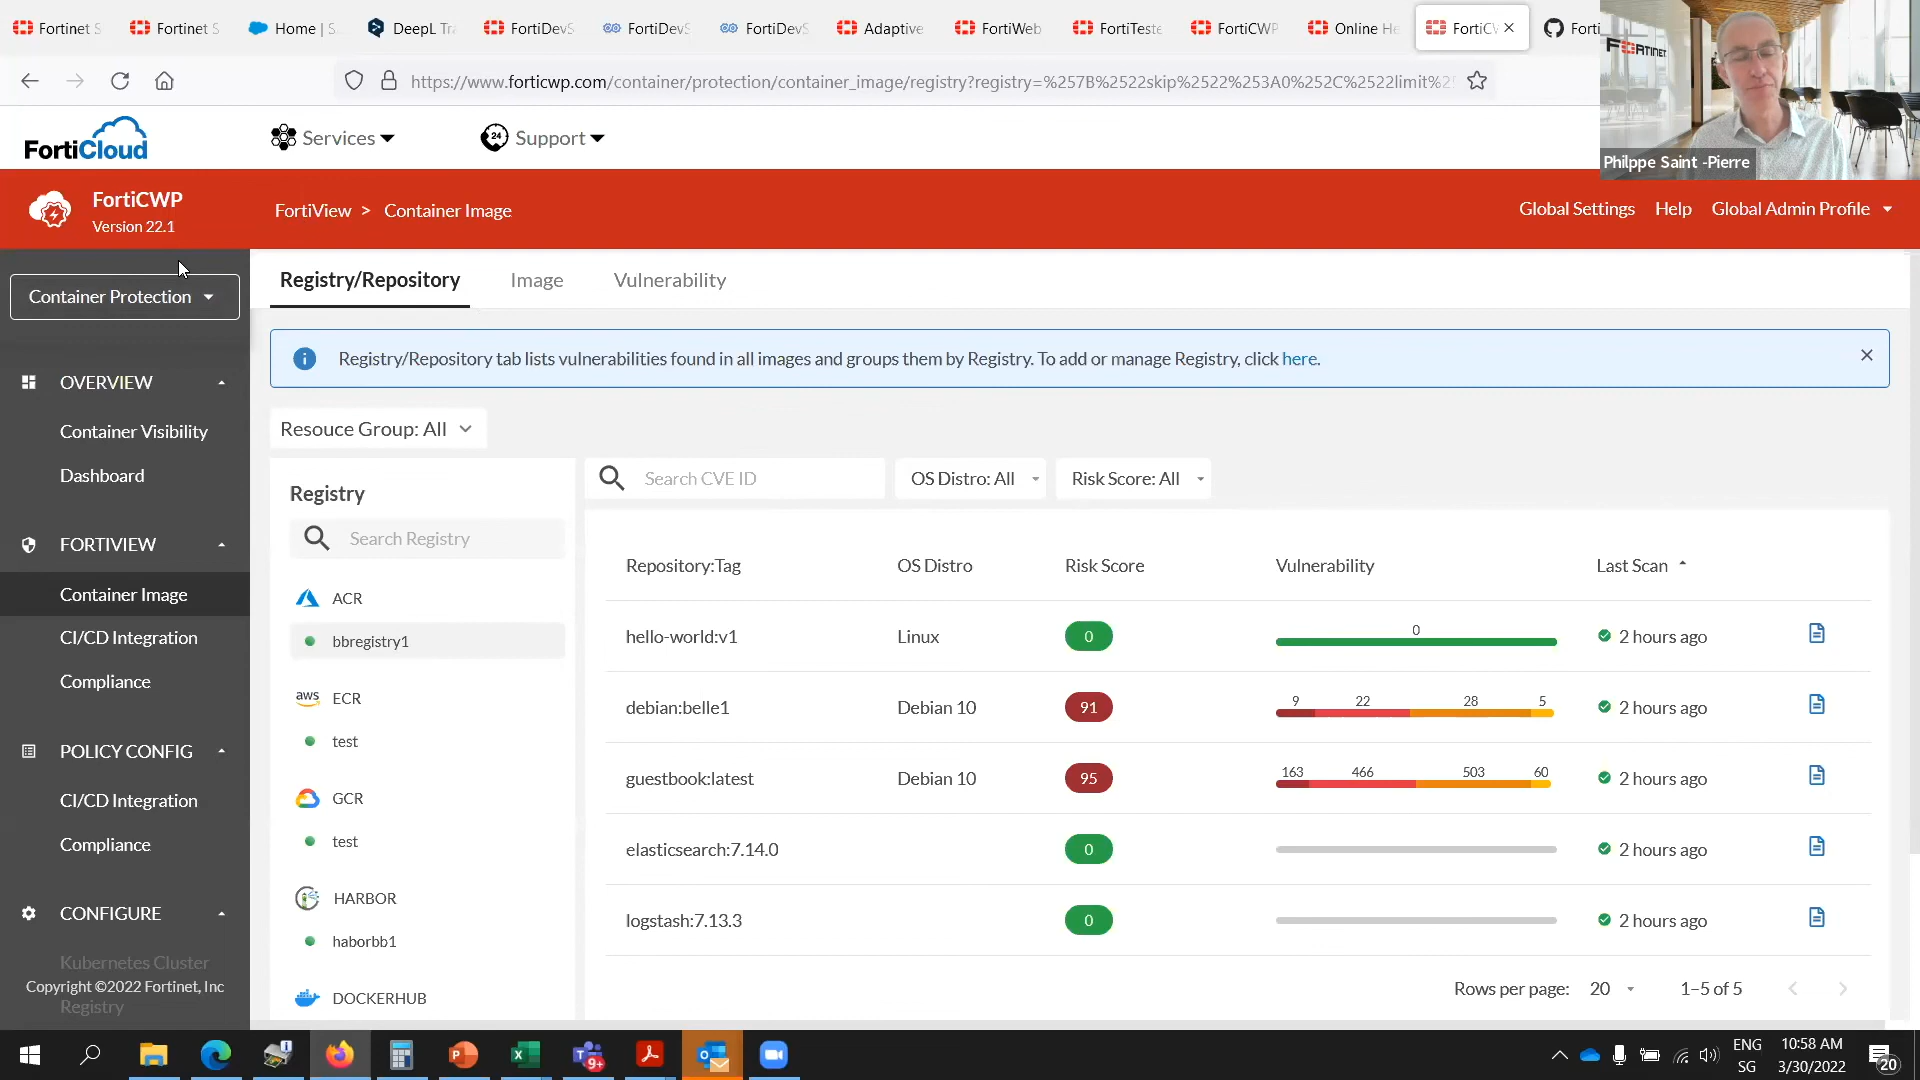 Fortinet S
Fortinet S
Home | S
DeepL Tra
FortiDevS
FortiDevS
FortiDevS
Adaptive
FortiWeb
FortiTeste
FortiCWP
Online He
FortiCV
Forti
https://www.forticwp.com/container/protection/container_image/registry?registry=%257B%2522skip%2522%253A0%252C%2522limit%2
FORTINET
Philppe Saint -Pierre
FortiCloud
Services
24
Support
FortiCWP
Version 22.1
FortiView > Container Image
Global Settings
Help
Global Admin Profile
Container Protection
Registry/Repository
Image
Vulnerability
Registry/Repository tab lists vulnerabilities found in all images and groups them by Registry. To add or manage Registry, click here.
OVERVIEW
Container Visibility
Dashboard
FORTIVIEW
Container Image
CI/CD Integration
Compliance
POLICY CONFIG
CI/CD Integration
Compliance
CONFIGURE
Kubernetes Cluster
Copyright ©2022 Fortinet, Inc
Registry
Resouce Group: All
Registry
Search Registry
ACR
bbregistry1
aws ECR
test
GCR
test
HARBOR
haborbb1
DOCKERHUB
Search CVE ID
OS Distro: All
Risk Score: All
Repository:Tag OS Distro Risk Score Vulnerability Last Scan
hello-world:v1 Linux 0 0 2 hours ago
debian:belle1 Debian 10 91 9 22 28 5 2 hours ago
guestbook:latest Debian 10 95 163 466 503 60 2 hours ago
elasticsearch:7.14.0 0 2 hours ago
logstash:7.13.3 0 2 hours ago
Rows per page: 20 1–5 of 5
9+
ENG
SG
10:58 AM
3/30/2022
20